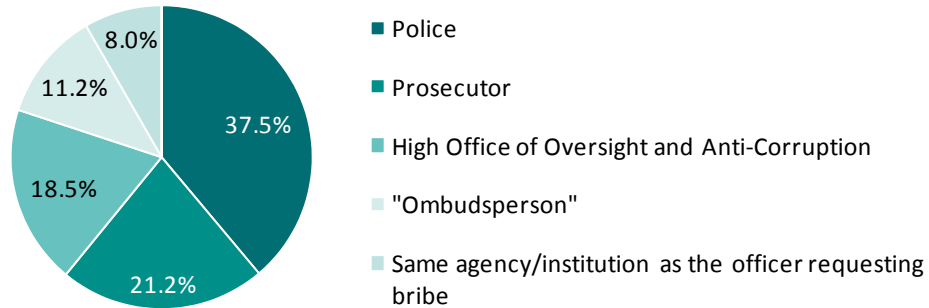 8.0%
11.2%
18.5%
37.5%
21.2%
Police
Prosecutor
High Office of Oversight and Anti-Corruption
"Ombudsperson"
Same agency/institution as the officer requesting
bribe